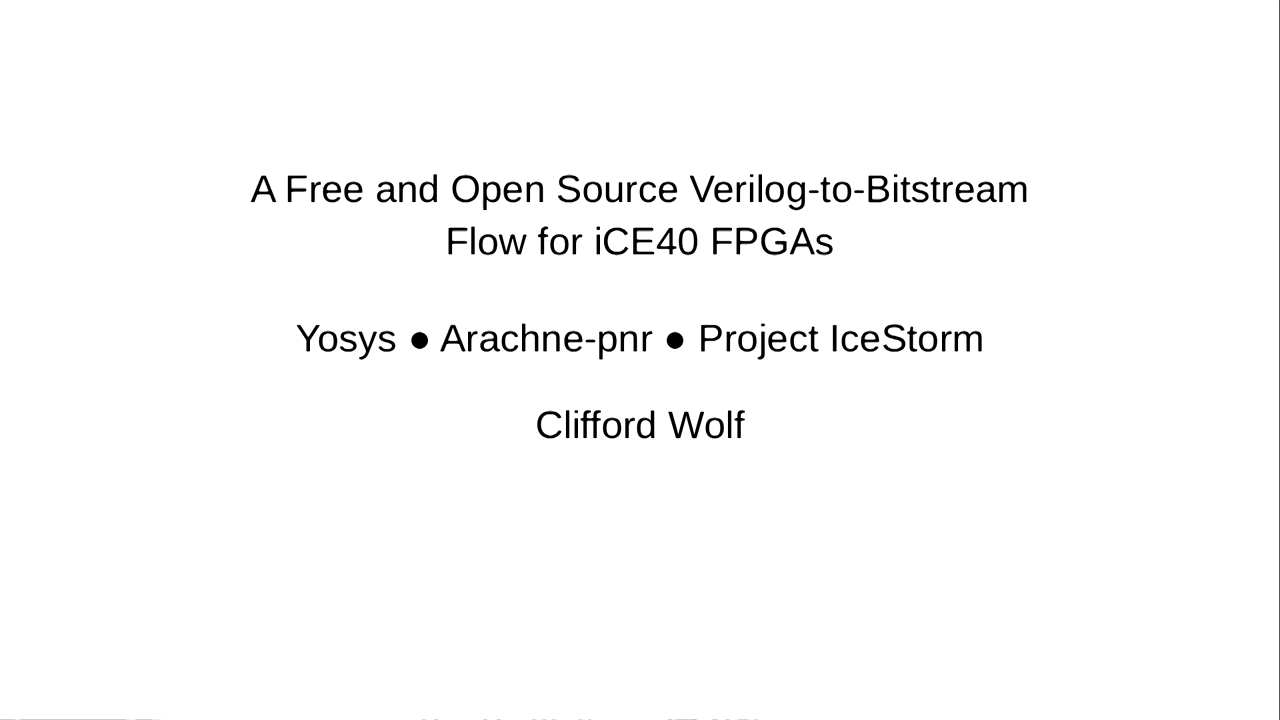 A Free and Open Source Verilog-to-Bitstream
Flow for iCE40 FPGAs
Yosys ● Arachne-pnr ● Project IceStorm
Clifford Wolf